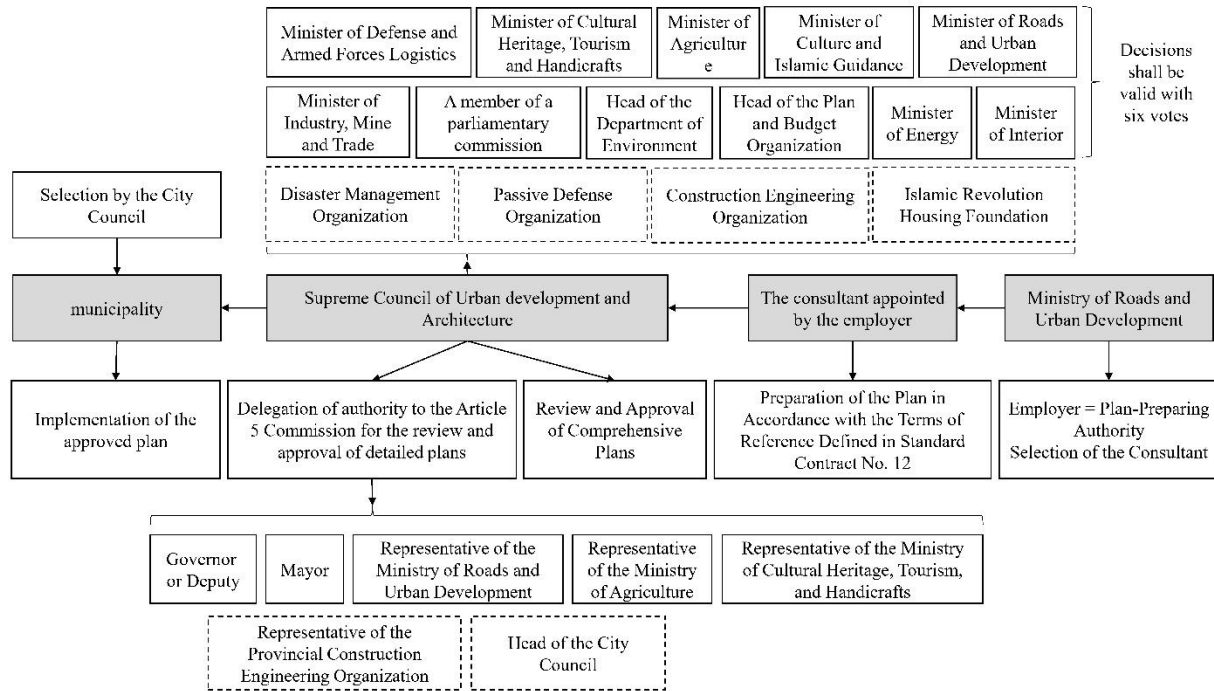 Minister of Defense and
Armed Forces Logistics
Minister of Cultural
Heritage, Tourism
and Handicrafts
Minister of
Agricultur
e
Minister of
Culture and
Islamic Guidance
Minister of Roads
and Urban
Development
Decisions
shall be
valid with
six votes
Minister of
Industry, Mine
and Trade
A member of a
parliamentary
commission
Head of the
Department of
Environment
Head of the Plan
and Budget
Organization
Minister
of Energy
Minister
of Interior
Disaster Management
Organization
Passive Defense
Organization
Construction Engineering
Organization
Islamic Revolution
Housing Foundation
Selection by the City
Council
municipality
Supreme Council of Urban development and
Architecture
The consultant appointed
by the employer
Ministry of Roads and
Urban Development
Implementation of the
approved plan
Delegation of authority to the Article
5 Commission for the review and
approval of detailed plans
Review and Approval
of Comprehensive
Plans
Preparation of the Plan in
Accordance with the Terms of
Reference Defined in Standard
Contract No. 12
Employer = Plan-Preparing
Authority
Selection of the Consultant
Governor
or Deputy
Mayor
Representative of the
Ministry of Roads and
Urban Development
Representative
of the Ministry
of Agriculture
Representative of the Ministry
of Cultural Heritage, Tourism,
and Handicrafts
Representative of the
Provincial Construction
Engineering Organization
Head of the City
Council